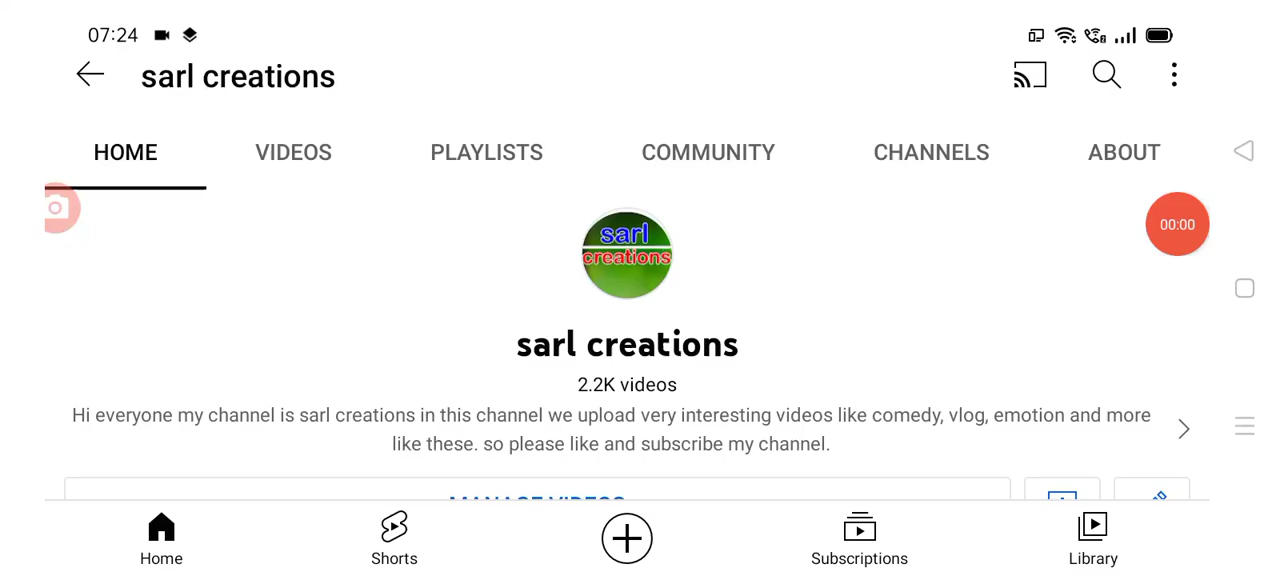 07:24
sarl creations
HOME VIDEOS PLAYLISTS COMMUNITY CHANNELS ABOUT
00:00
sarl
creations
sarl creations
2.2K videos
Hi everyone my channel is sarl creations in this channel we upload very interesting videos like comedy, vlog, emotion and more
like these. so please like and subscribe my channel.
MANAGE VIDEOS
Home Shorts Subscriptions Library